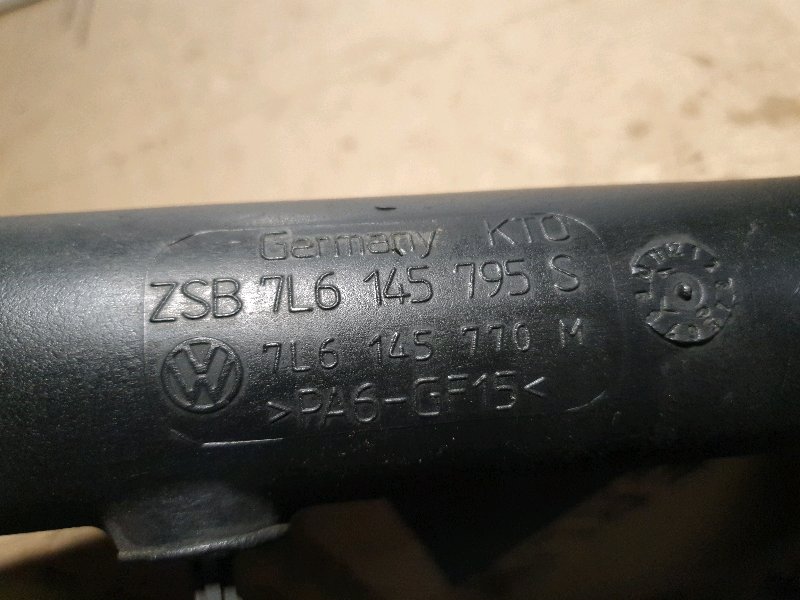 Germany KTO
ZSB 7L6 145 795 S
7L6 145 770 M
>PA6-GF15<